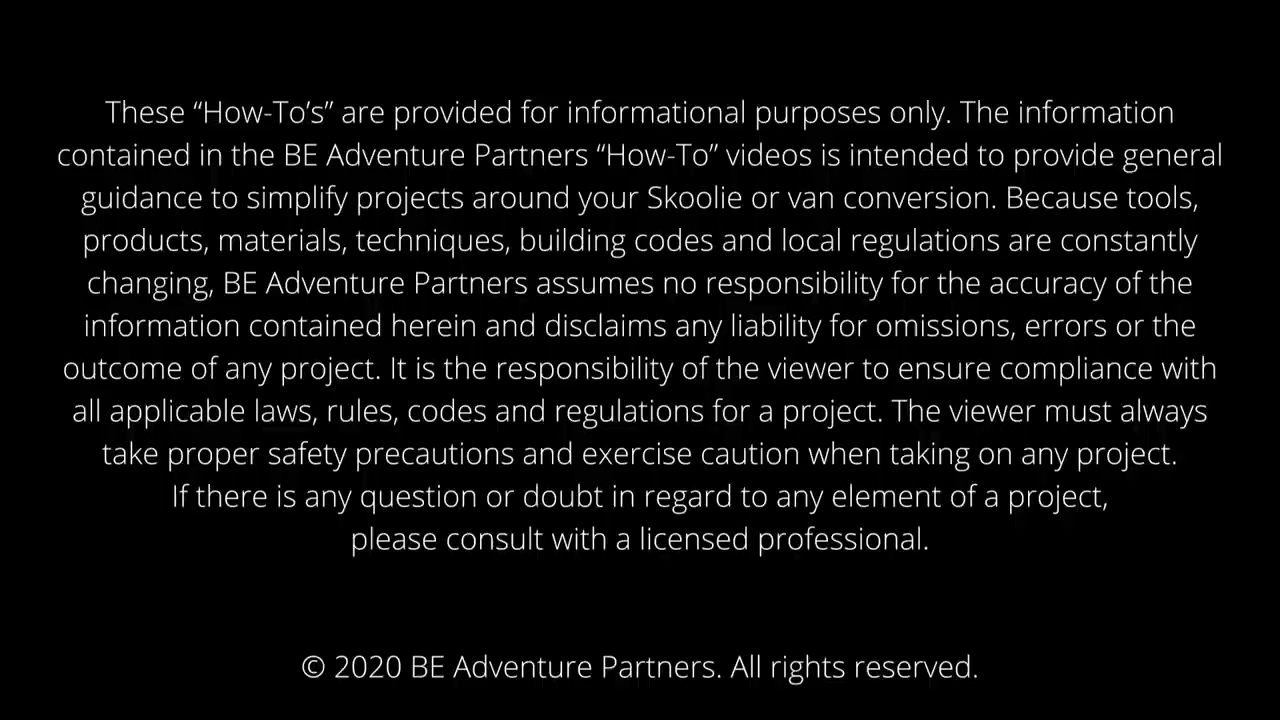 These “How-To’s” are provided for informational purposes only. The information
contained in the BE Adventure Partners “How-To” videos is intended to provide general
guidance to simplify projects around your Skoolie or van conversion. Because tools,
products, materials, techniques, building codes and local regulations are constantly
changing, BE Adventure Partners assumes no responsibility for the accuracy of the
information contained herein and disclaims any liability for omissions, errors or the
outcome of any project. It is the responsibility of the viewer to ensure compliance with
all applicable laws, rules, codes and regulations for a project. The viewer must always
take proper safety precautions and exercise caution when taking on any project.
If there is any question or doubt in regard to any element of a project,
please consult with a licensed professional.
© 2020 BE Adventure Partners. All rights reserved.